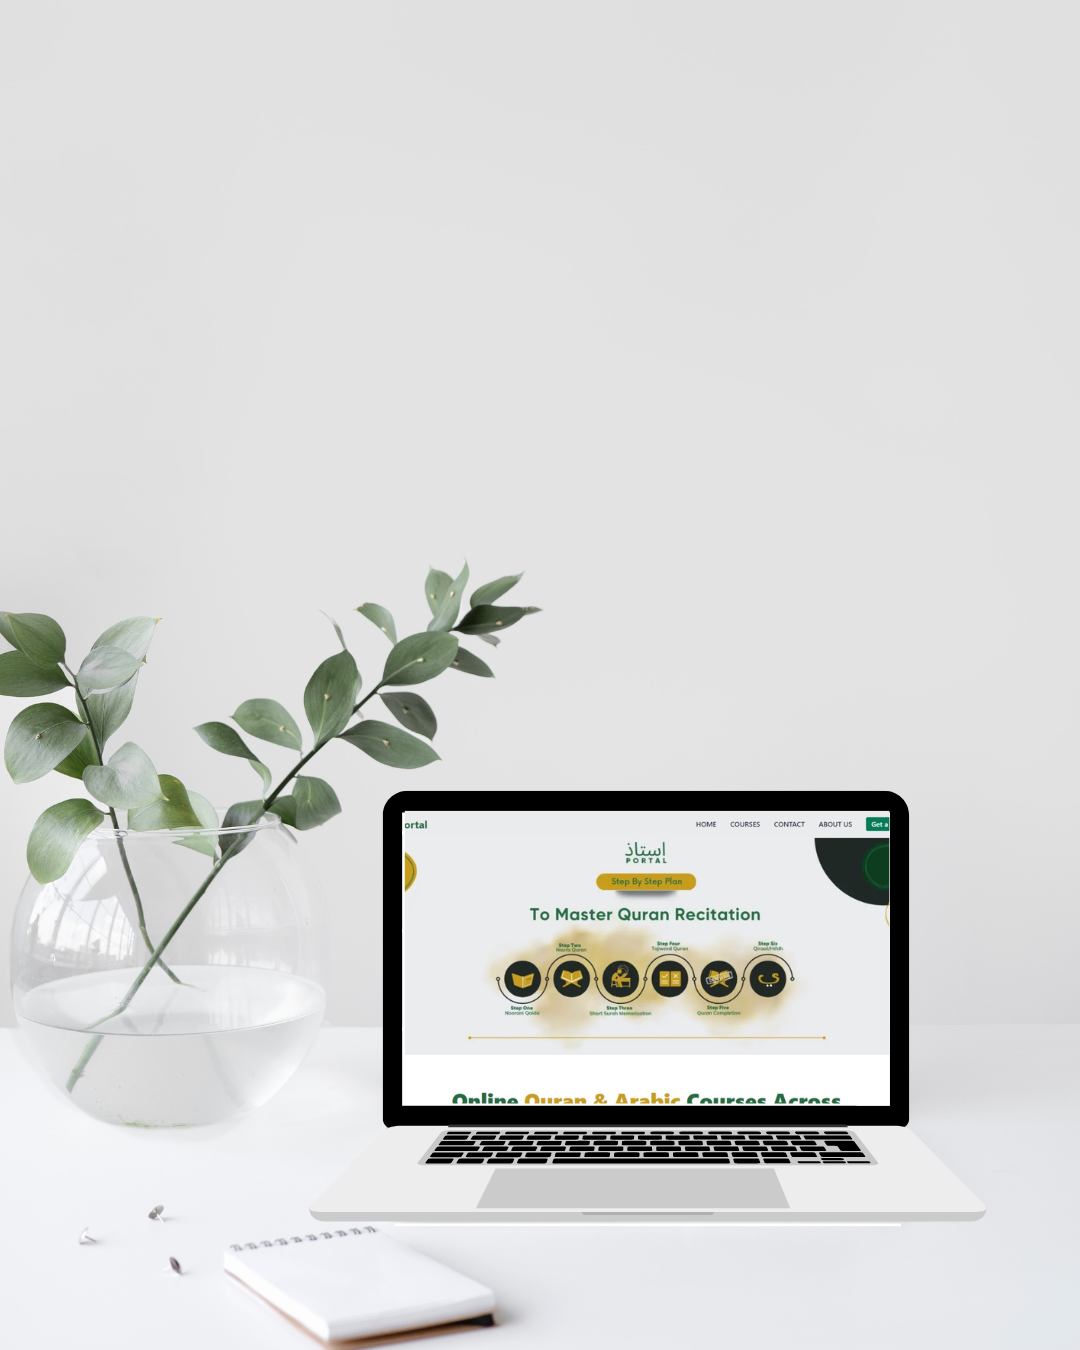 ortal
HOME COURSES CONTACT ABOUT US Get a
استاذ
PORTAL
Step By Step Plan
To Master Quran Recitation
Step Two
Noorani Quran
Step Four
Tajweed Quran
Step Six
Qiraat/Hifdh
Step One
Noorani Qaida
Step Three
Short Surah Memorization
Step Five
Quran Completion
Online Quran & Arabic Courses Across